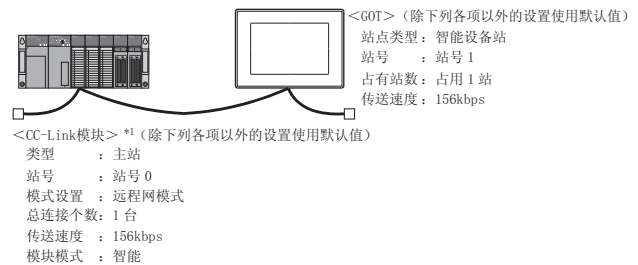 <GOT>（除下列各项以外的设置使用默认值）
站点类型：智能设备站
站号　　：站号 1
占有站数：占用 1 站
传送速度：156kbps
<CC-Link模块> *1（除下列各项以外的设置使用默认值）
类型　　　：主站
站号　　　：站号 0
模式设置　：远程网模式
总连接个数：1 台
传送速度　：156kbps
模块模式　：智能